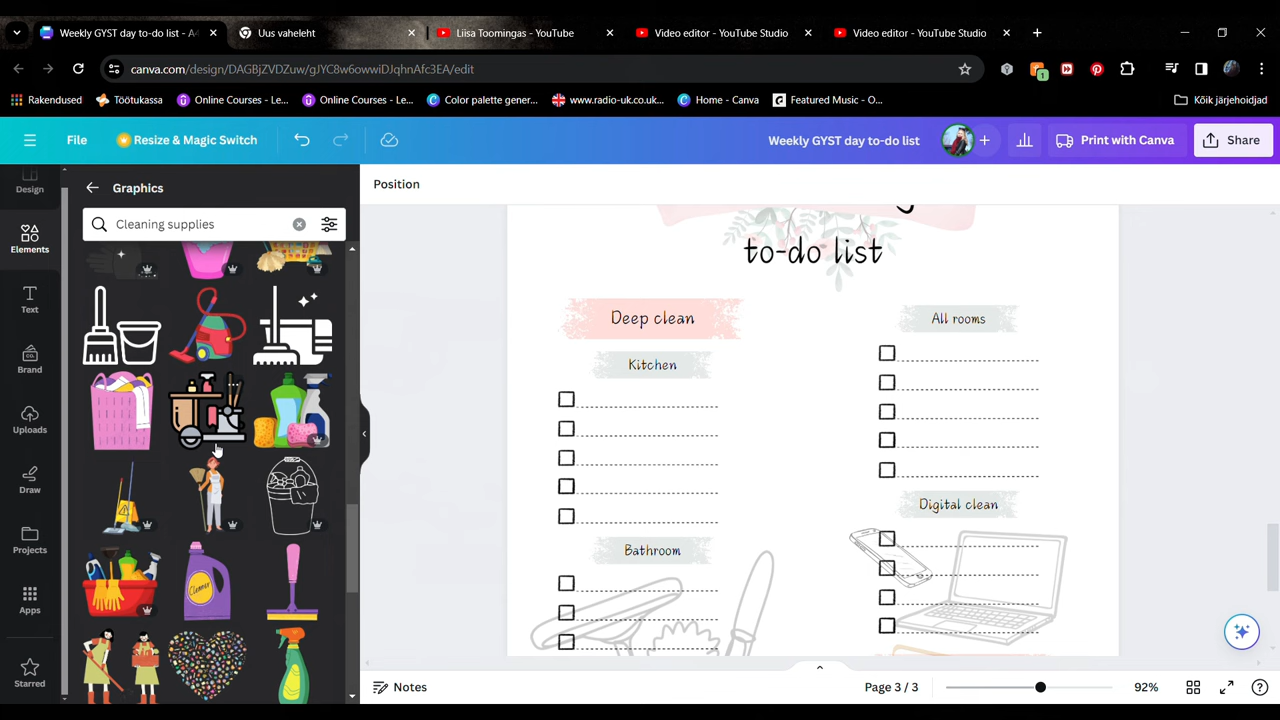 Weekly GYST day to-do list - A4
Uus vaheleht
Liisa Toomingas - YouTube
Video editor - YouTube Studio
Video editor - YouTube Studio
canva.com/design/DAGBjZVDZuw/gJYC8w6owwiDJqhnAfc3EA/edit
1
Rakendused
Töötukassa
Online Courses - Le...
Online Courses - Le...
Color palette gener...
www.radio-uk.co.uk...
Home - Canva
Featured Music - O...
Kõik järjehoidjad
File
Resize & Magic Switch
Weekly GYST day to-do list
Print with Canva
Share
Design
Elements
Text
Brand
Uploads
Draw
Projects
Apps
Starred
Graphics
Cleaning supplies
Cleaner
Position
to-do list
Deep clean
Kitchen
Bathroom
All rooms
Digital clean
Notes
Page 3 / 3
92%